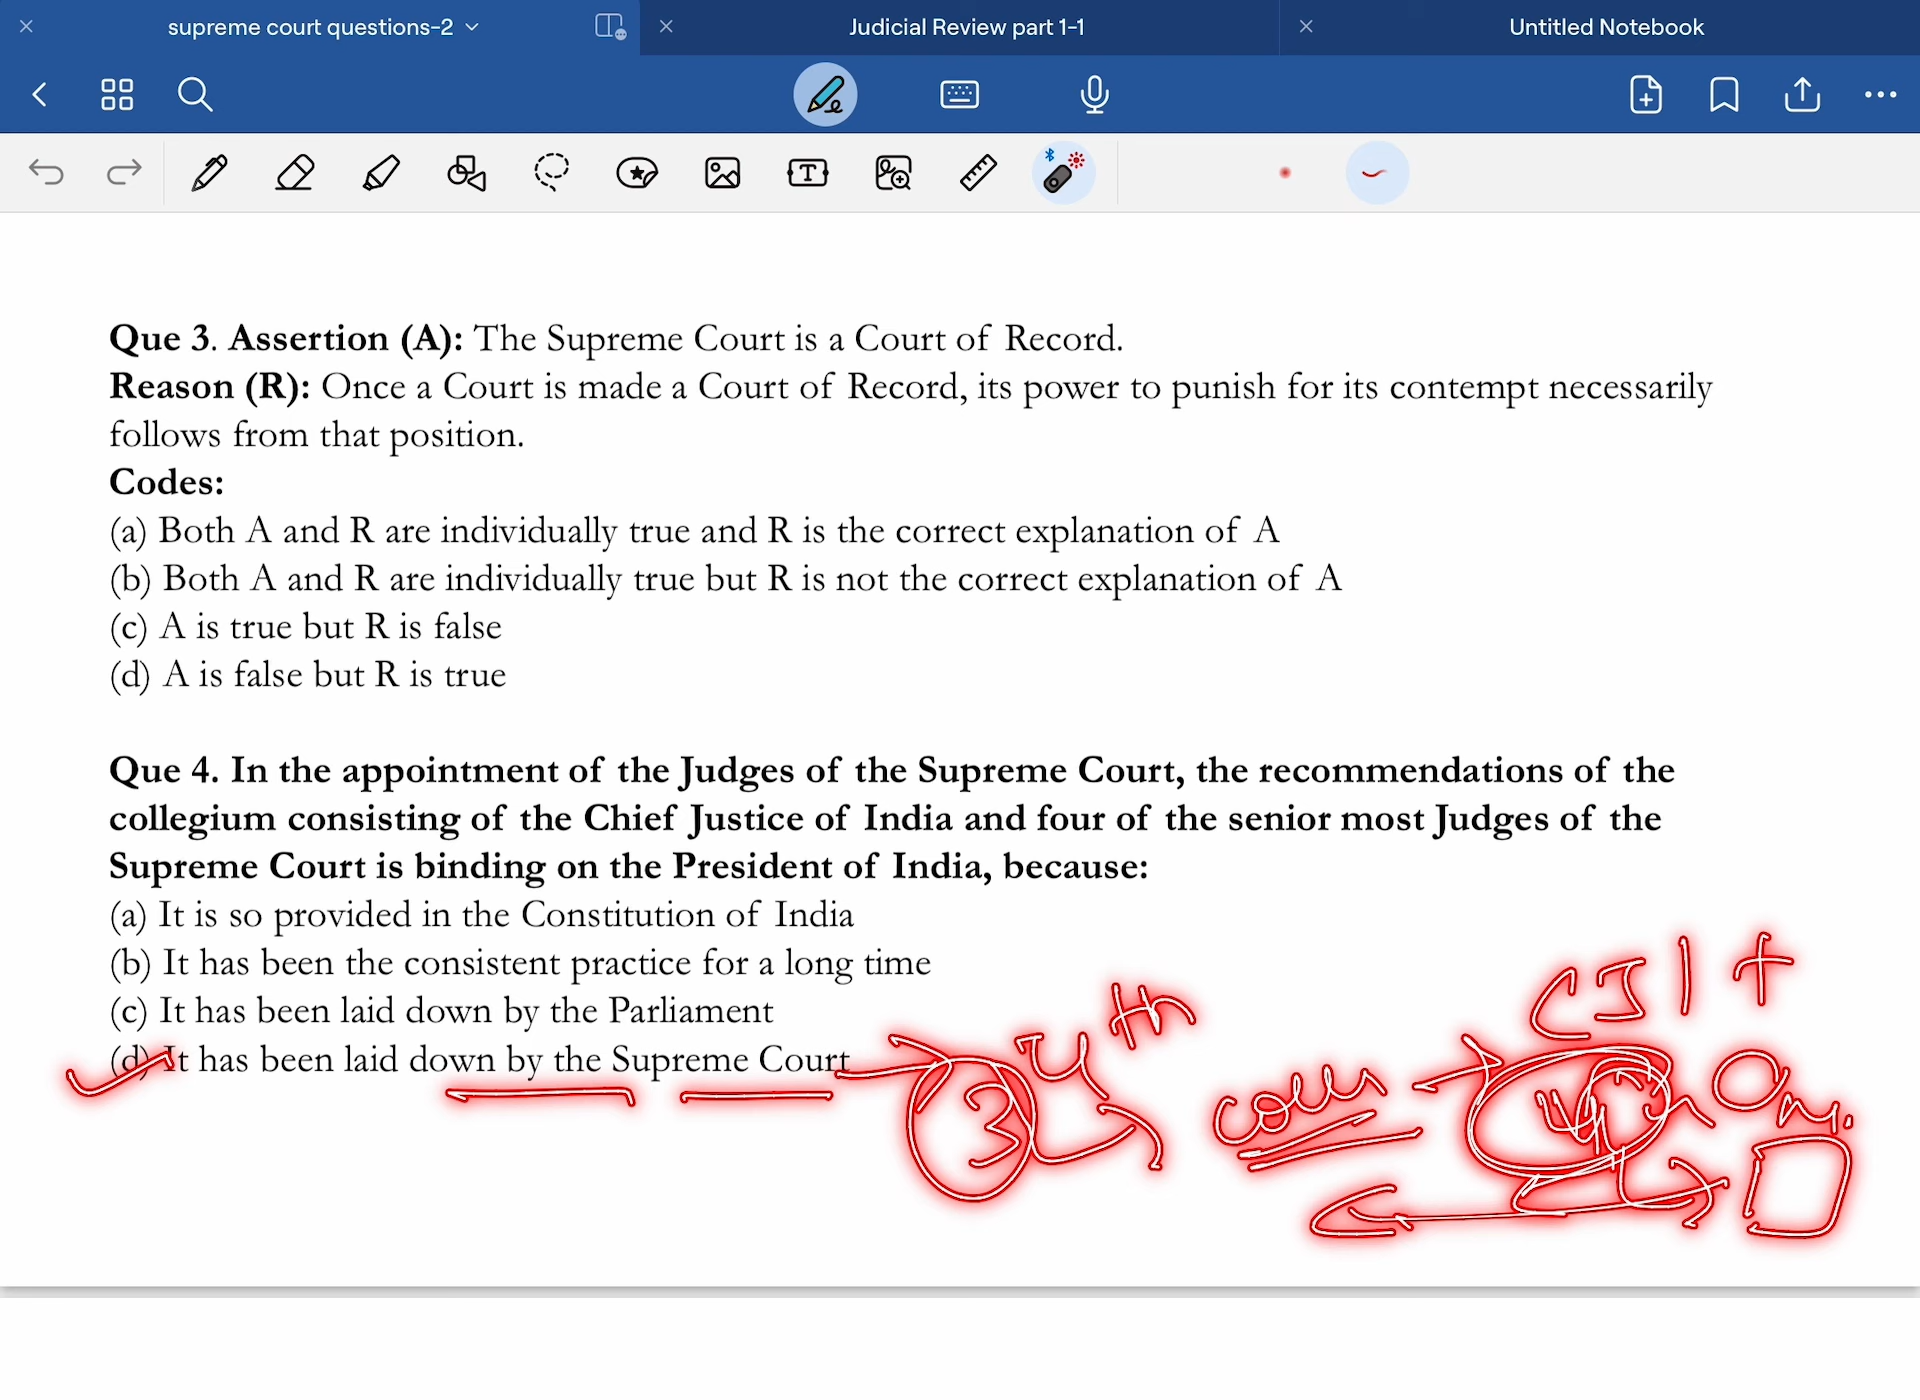 supreme court questions-2
Judicial Review part 1-1
Untitled Notebook
Que 3. Assertion (A): The Supreme Court is a Court of Record.
Reason (R): Once a Court is made a Court of Record, its power to punish for its contempt necessarily
follows from that position.
Codes:
(a) Both A and R are individually true and R is the correct explanation of A
(b) Both A and R are individually true but R is not the correct explanation of A
(c) A is true but R is false
(d) A is false but R is true
Que 4. In the appointment of the Judges of the Supreme Court, the recommendations of the
collegium consisting of the Chief Justice of India and four of the senior most Judges of the
Supreme Court is binding on the President of India, because:
(a) It is so provided in the Constitution of India
(b) It has been the consistent practice for a long time
(c) It has been laid down by the Parliament
(d) It has been laid down by the Supreme Court
CJI +
3
4th